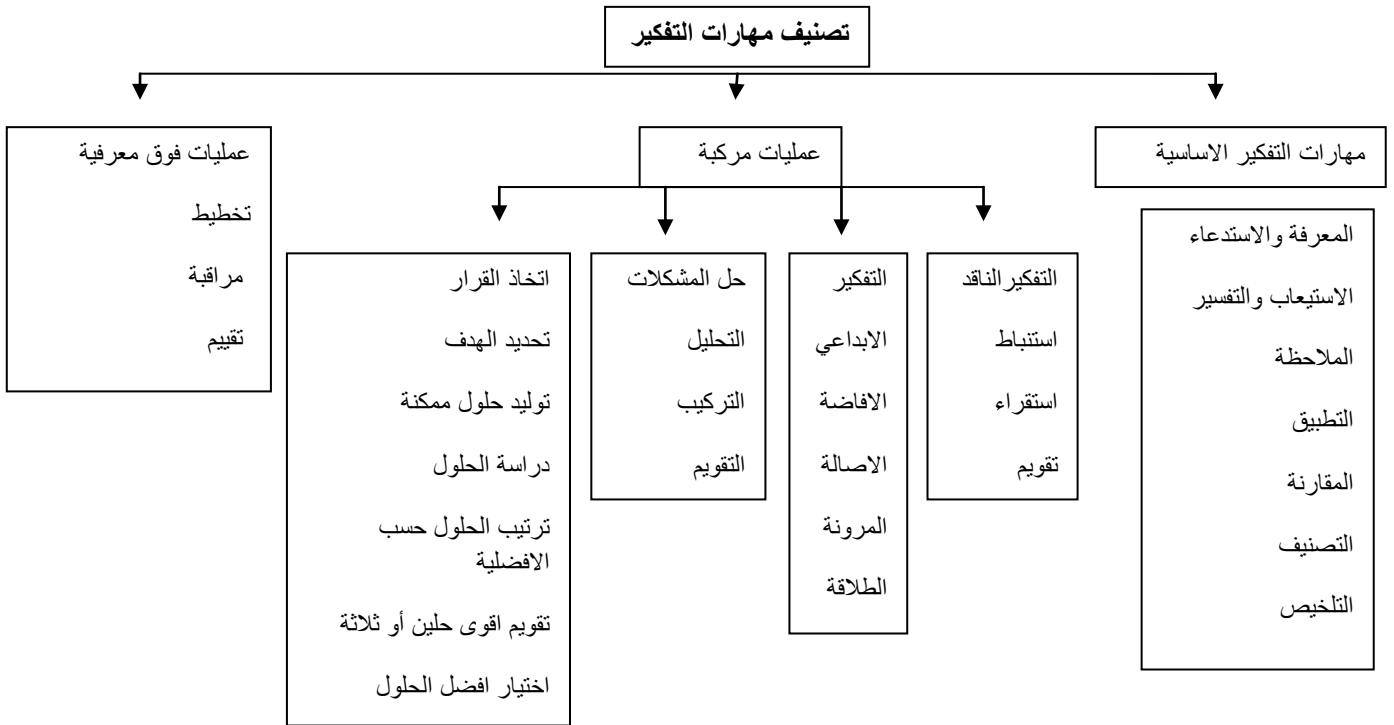 تصنيف مهارات التفكير
مهارات التفكير الاساسية
المعرفة والاستدعاء
الاستيعاب والتفسير
الملاحظة
التطبيق
المقارنة
التصنيف
التلخيص
عمليات مركبة
التفكيرالناقد
استنباط
استقراء
تقويم
التفكير
الابداعي
الافاضة
الاصالة
المرونة
الطلاقة
حل المشكلات
التحليل
التركيب
التقويم
اتخاذ القرار
تحديد الهدف
توليد حلول ممكنة
دراسة الحلول
ترتيب الحلول حسب
الافضلية
تقويم اقوى حلين أو ثلاثة
اختيار افضل الحلول
عمليات فوق معرفية
تخطيط
مراقبة
تقييم